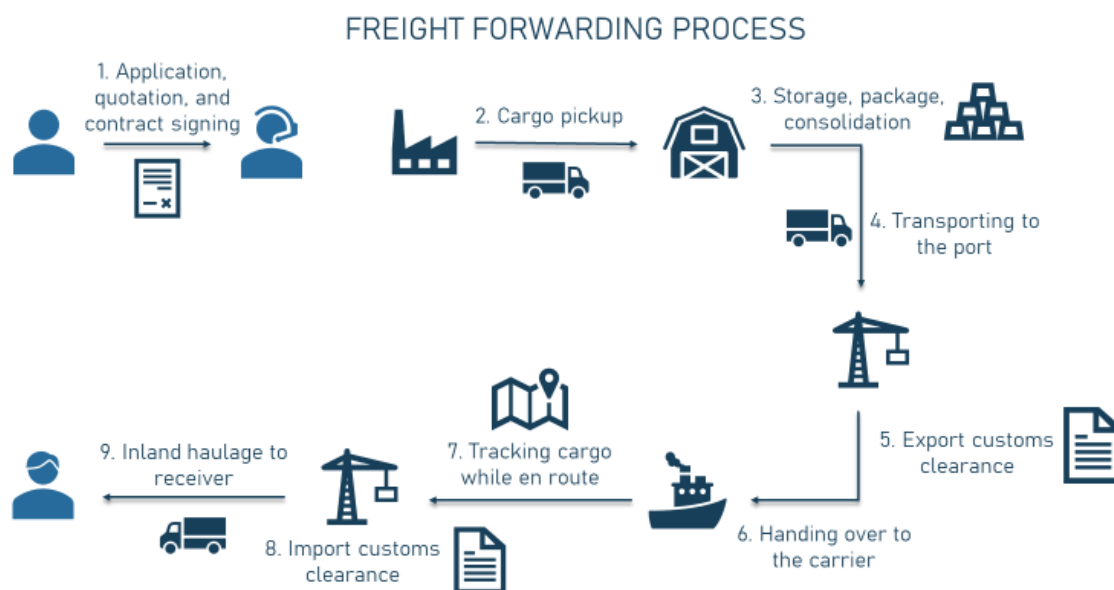 FREIGHT FORWARDING PROCESS
1. Application,
quotation, and
contract signing
2. Cargo pickup
3. Storage, package,
consolidation
4. Transporting to
the port
5. Export customs
clearance
6. Handing over to
the carrier
7. Tracking cargo
while en route
8. Import customs
clearance
9. Inland haulage to
receiver